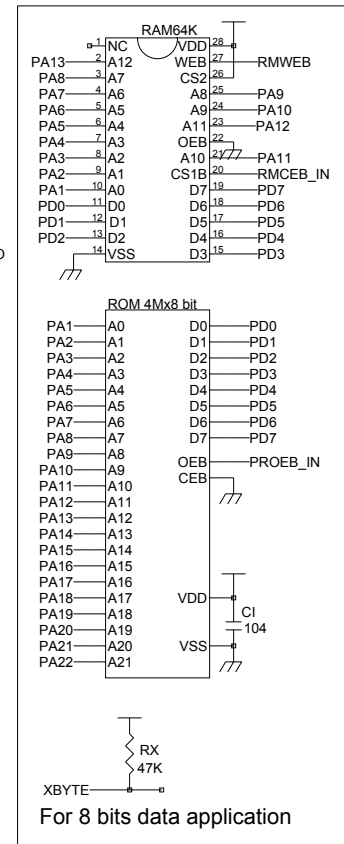 RAM64K
1 NC VDD 28
PA13 2 A12 WEB 27 RMWEB
PA8 3 A7 CS2 26
PA7 4 A6 A8 25 PA9
PA6 5 A5 A9 24 PA10
PA5 6 A4 A11 23 PA12
PA4 7 A3 OEB 22
PA3 8 A2 A10 21 PA11
PA2 9 A1 CS1B 20 RMCEB_IN
PA1 10 A0 D7 19 PD7
PD0 11 D0 D6 18 PD6
PD1 12 D1 D5 17 PD5
PD2 13 D2 D4 16 PD4
14 VSS D3 15 PD3
ROM 4Mx8 bit
PA1 A0 D0 PD0
PA2 A1 D1 PD1
PA3 A2 D2 PD2
PA4 A3 D3 PD3
PA5 A4 D4 PD4
PA6 A5 D5 PD5
PA7 A6 D6 PD6
PA8 A7 D7 PD7
PA9 A8
PA10 A9 OEB PROEB_IN
PA11 A10 CEB
PA12 A11
PA13 A12
PA14 A13
PA15 A14
PA16 A15
PA17 A16
PA18 A17 VDD
PA19 A18 CI
PA20 A19 104
PA21 A20 VSS
PA22 A21
RX
47K
XBYTE
For 8 bits data application